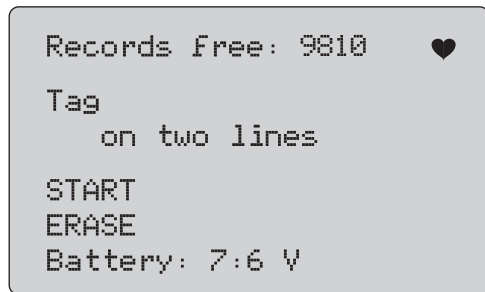 Records free: 9810 ♥
Tag
on two lines
START
ERASE
Battery: 7:6 V